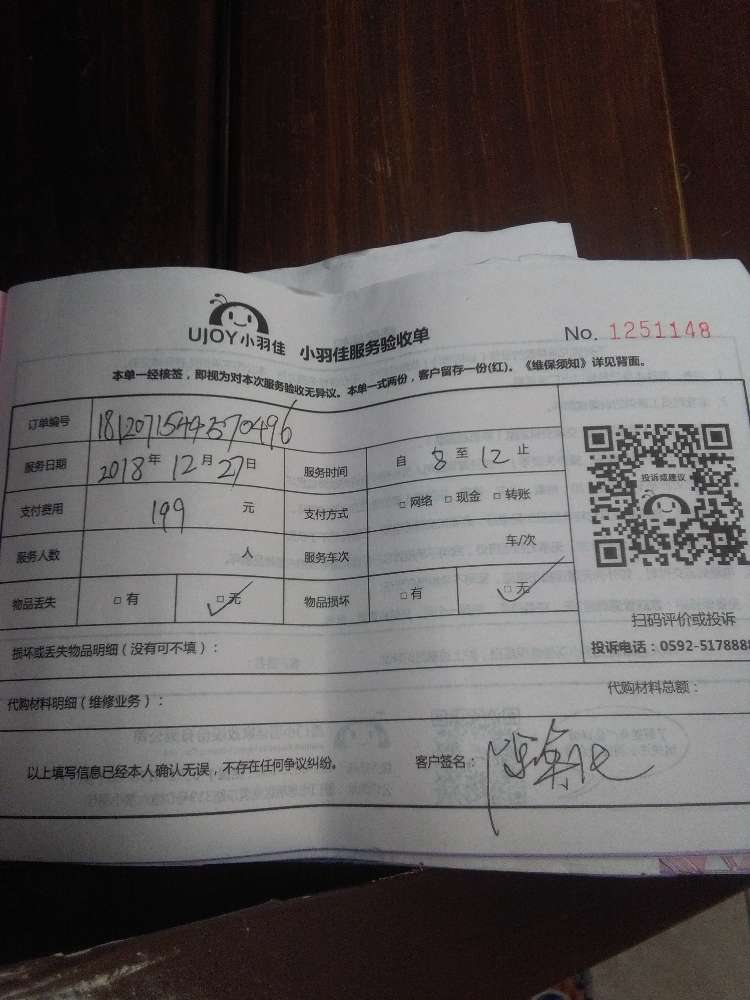 UJOY小羽佳 小羽佳服务验收单 No. 1251148
本单一经核签，即视为对本次服务验收无异议。本单一式两份，客户留存一份(红)。《维保须知》详见背面。
订单编号 18120715443570496
服务日期 2018年12月27日 服务时间 自 8 至 12 止
支付费用 199 元 支付方式 □网络 □现金 □转账
服务人数 人 服务车次 车/次
物品丢失 □有 □无 物品损坏 □有 □无
投诉或建议
扫码评价或投诉
投诉电话：0592-5178888
损坏或丢失物品明细（没有可不填）：
代购材料明细（维修业务）： 代购材料总额：
以上填写信息已经本人确认无误，不存在任何争议纠纷。 客户签名：